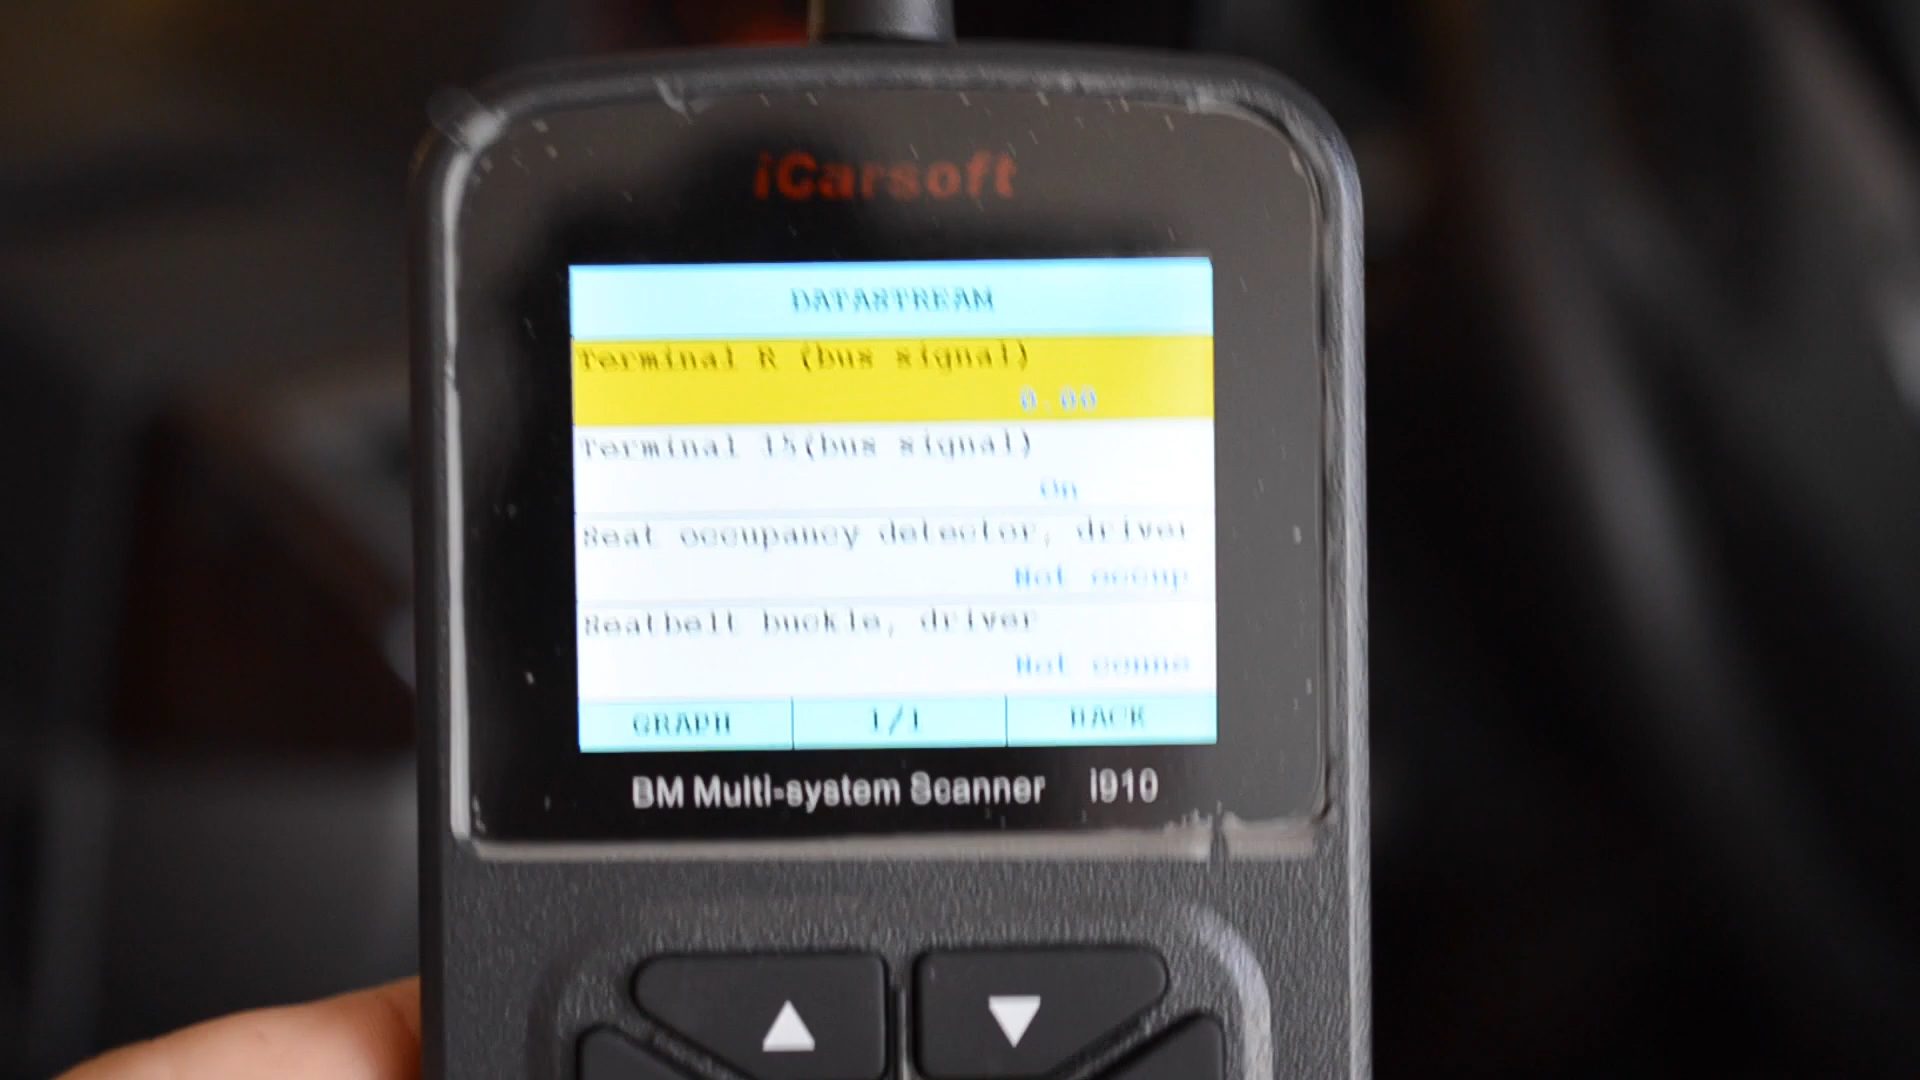 iCarsoft
DATASTREAM
Terminal R (bus signal)
0.00
Terminal 15(bus signal)
On
Seat occupancy detector, driver
Not occup
Seatbelt buckle, driver
Not conne
GRAPH 1/1 BACK
BM Multi-system Scanner i910